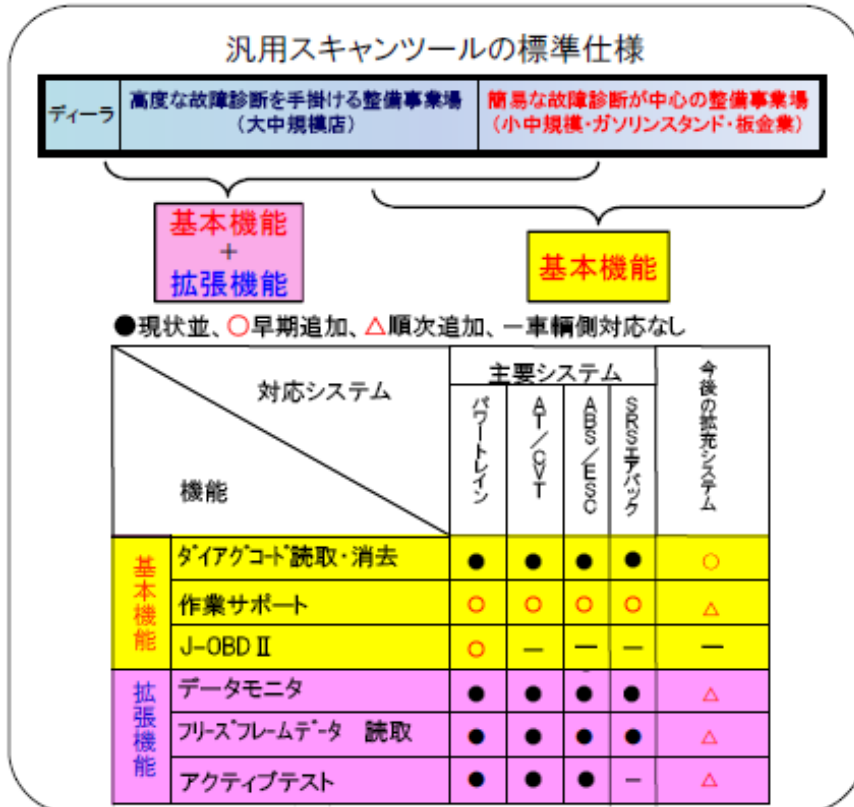 汎用スキャンツールの標準仕様
ディーラ
高度な故障診断を手掛ける整備事業場
(大中規模店)
簡易な故障診断が中心の整備事業場
(小中規模・ガソリンスタンド・板金業)
基本機能
+
拡張機能
基本機能
●現状並、○早期追加、△順次追加、－車輌側対応なし
対応システム
機能
主要システム
パワートレイン
AT/CVT
ABS/ESC
SRSエアバック
今後の拡充システム
基本機能
ダイアグコード読取・消去 ● ● ● ● ○
作業サポート ○ ○ ○ ○ △
J-OBDⅡ ○ － － － －
拡張機能
データモニタ ● ● ● ● △
フリーズフレームデータ 読取 ● ● ● ● △
アクティブテスト ● ● ● － △